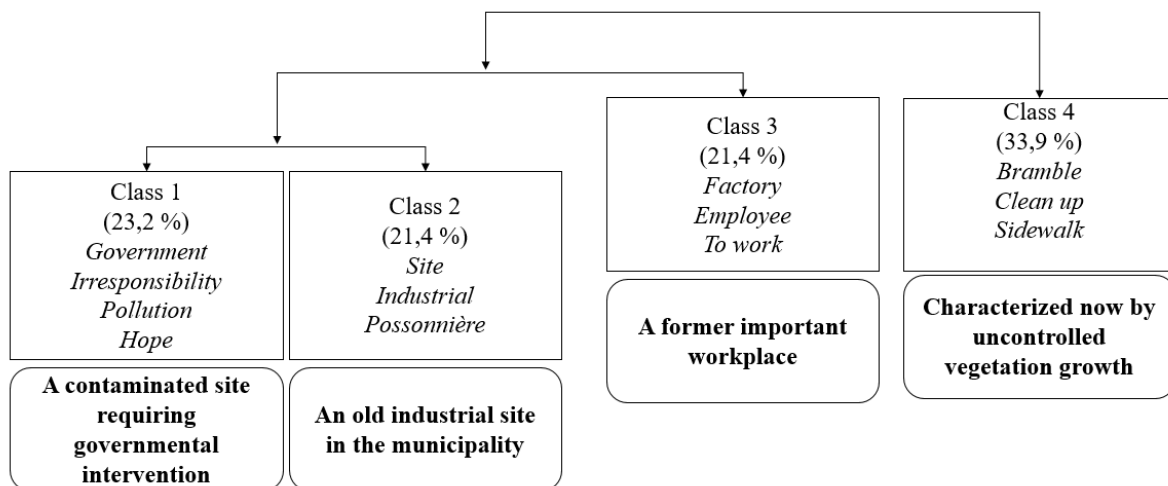 Class 1
(23,2 %)
Government
Irresponsibility
Pollution
Hope
A contaminated site
requiring
governmental
intervention
Class 2
(21,4 %)
Site
Industrial
Possonnière
An old industrial site
in the municipality
Class 3
(21,4 %)
Factory
Employee
To work
A former important
workplace
Class 4
(33,9 %)
Bramble
Clean up
Sidewalk
Characterized now by
uncontrolled
vegetation growth